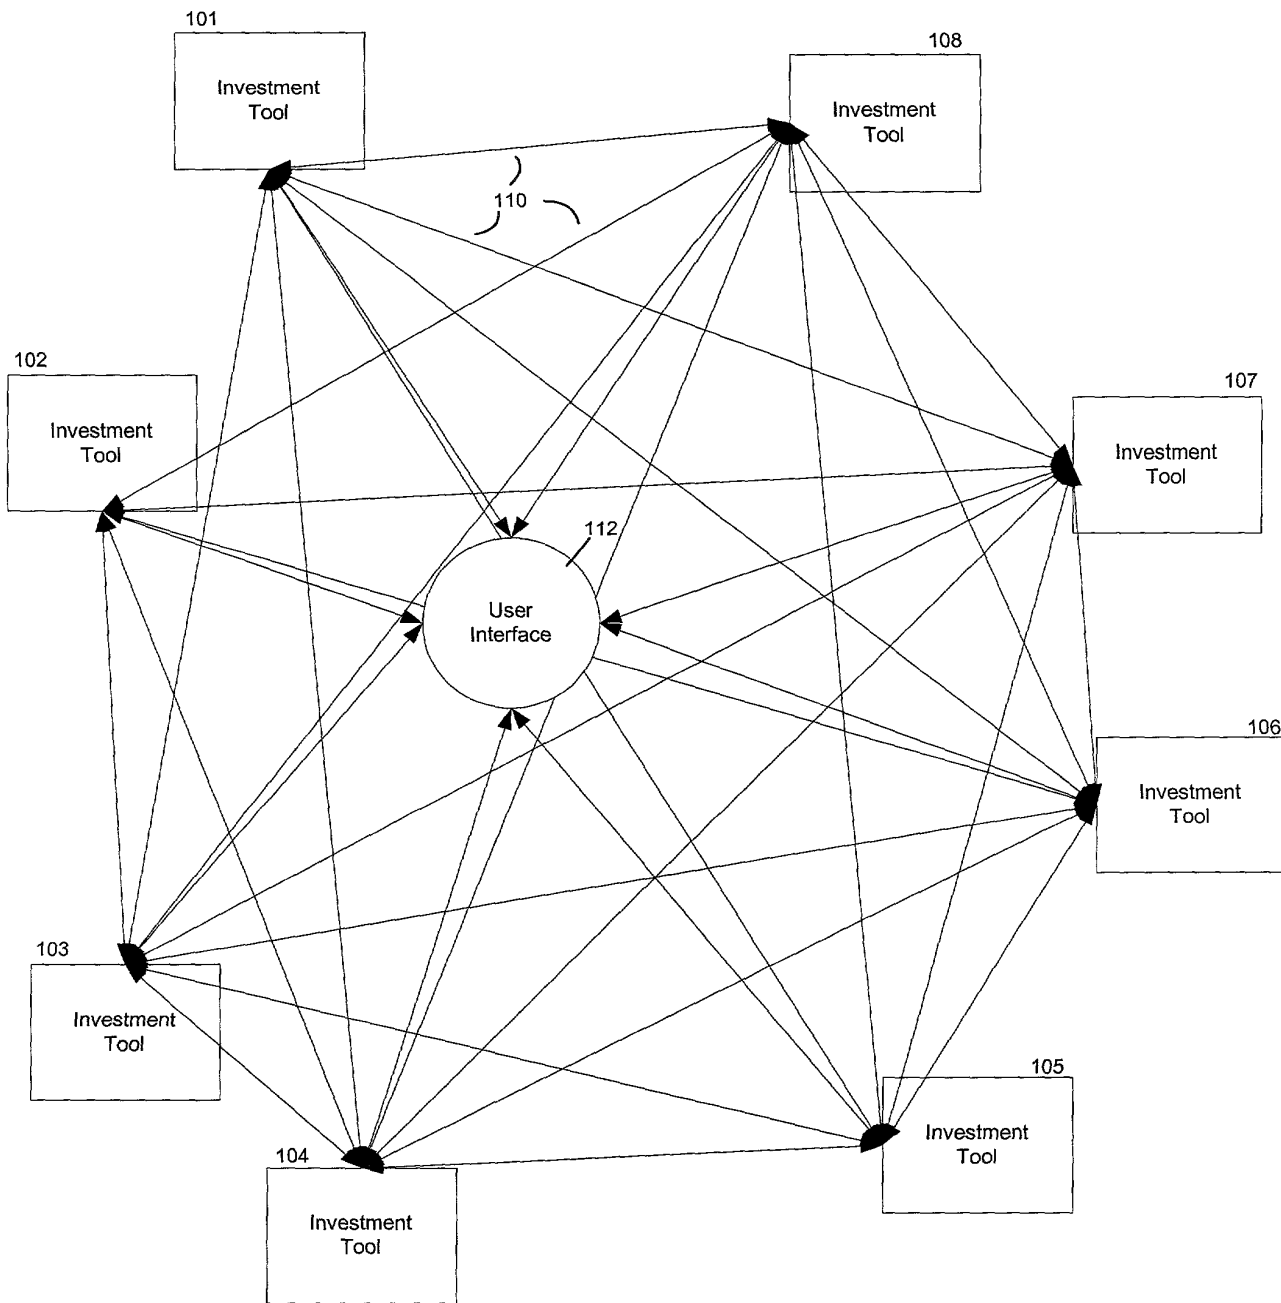 101
Investment
Tool
108
Investment
Tool
110
102
Investment
Tool
107
Investment
Tool
112
User
Interface
106
Investment
Tool
103
Investment
Tool
105
Investment
Tool
104
Investment
Tool